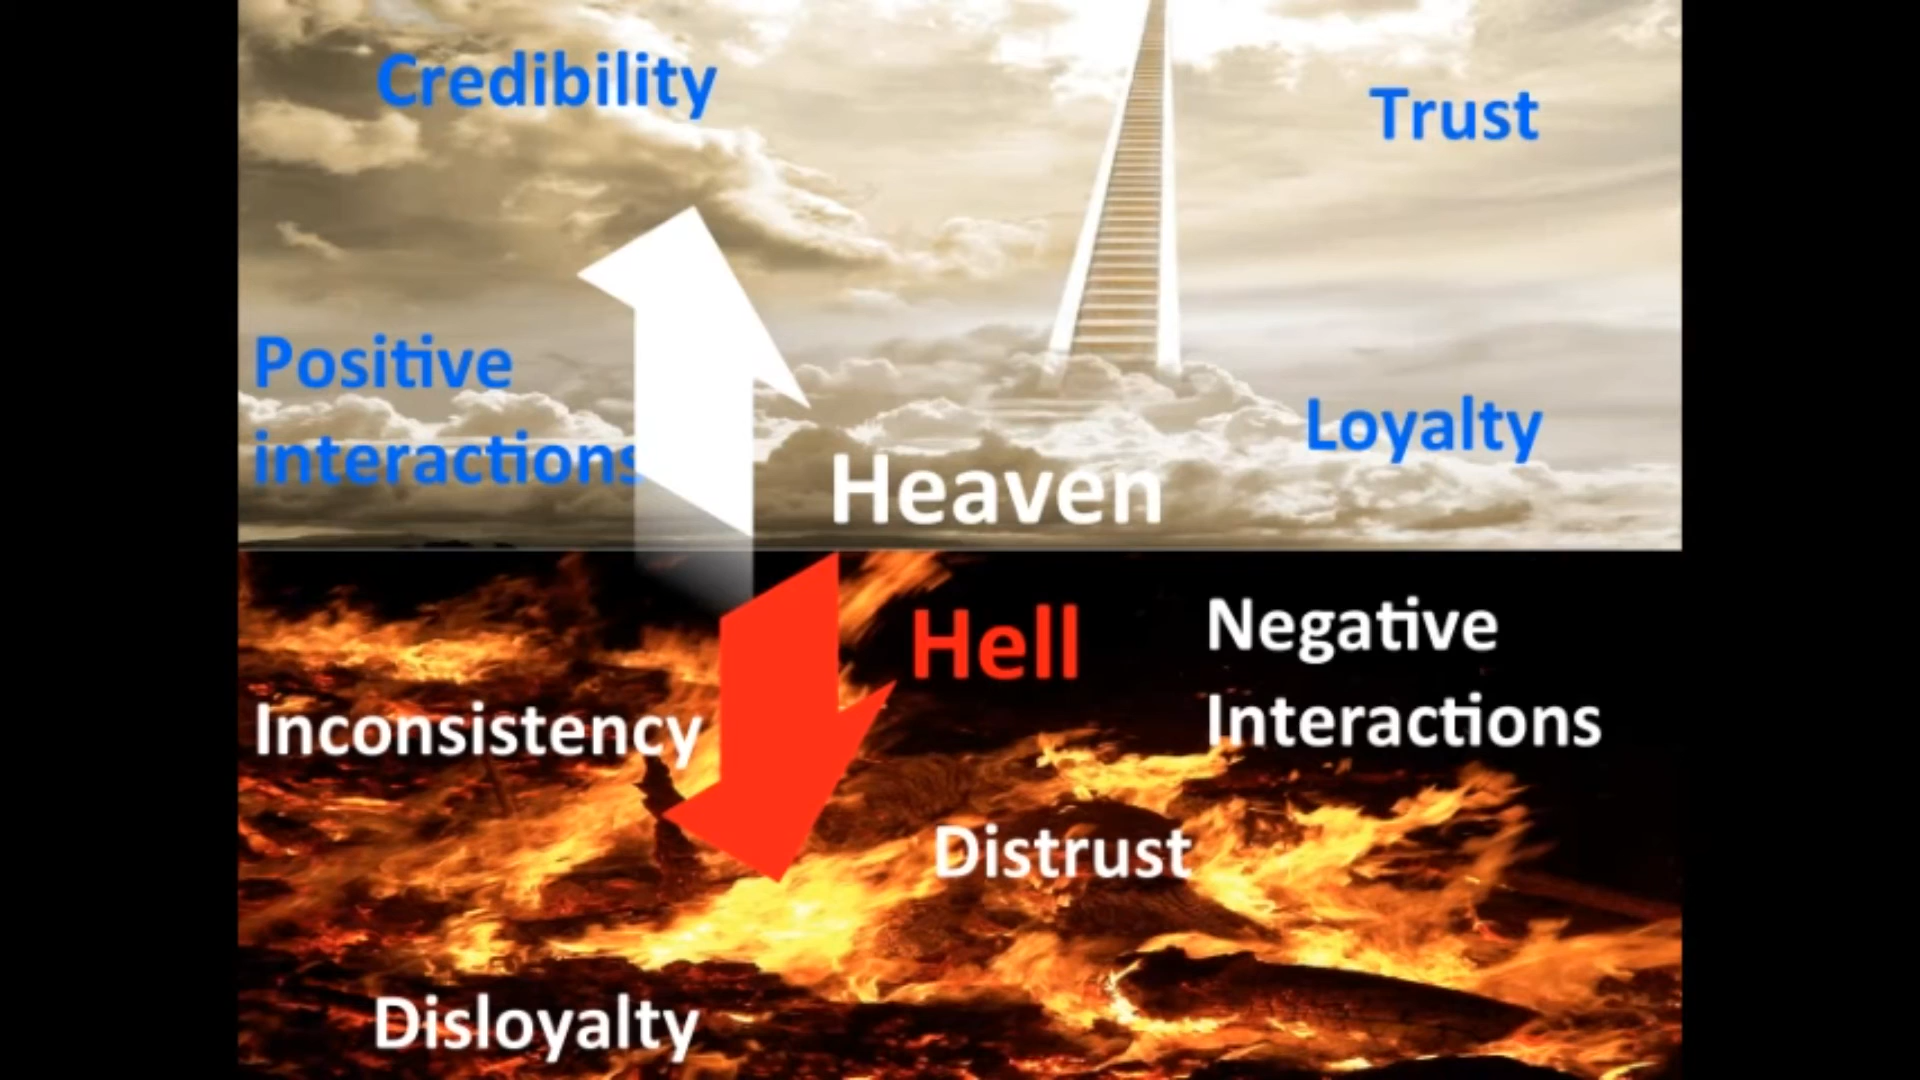 Credibility
Trust
Positive
interactions
Loyalty
Heaven
Hell
Negative
Interactions
Inconsistency
Distrust
Disloyalty